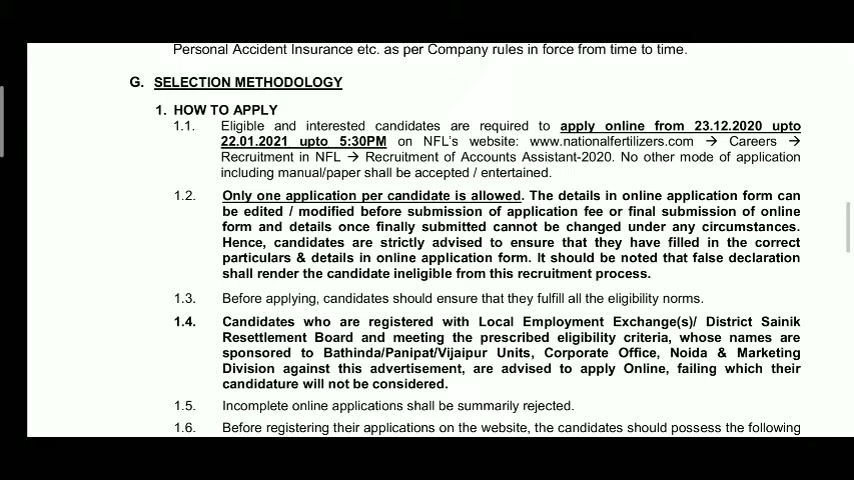 Personal Accident Insurance etc. as per Company rules in force from time to time.
G. SELECTION METHODOLOGY
1. HOW TO APPLY
1.1. Eligible and interested candidates are required to apply online from 23.12.2020 upto
22.01.2021 upto 5:30PM on NFL's website: www.nationalfertilizers.com → Careers →
Recruitment in NFL → Recruitment of Accounts Assistant-2020. No other mode of application
including manual/paper shall be accepted / entertained.
1.2. Only one application per candidate is allowed. The details in online application form can
be edited / modified before submission of application fee or final submission of online
form and details once finally submitted cannot be changed under any circumstances.
Hence, candidates are strictly advised to ensure that they have filled in the correct
particulars & details in online application form. It should be noted that false declaration
shall render the candidate ineligible from this recruitment process.
1.3. Before applying, candidates should ensure that they fulfill all the eligibility norms.
1.4. Candidates who are registered with Local Employment Exchange(s)/ District Sainik
Resettlement Board and meeting the prescribed eligibility criteria, whose names are
sponsored to Bathinda/Panipat/Vijaipur Units, Corporate Office, Noida & Marketing
Division against this advertisement, are advised to apply Online, failing which their
candidature will not be considered.
1.5. Incomplete online applications shall be summarily rejected.
1.6. Before registering their applications on the website, the candidates should possess the following